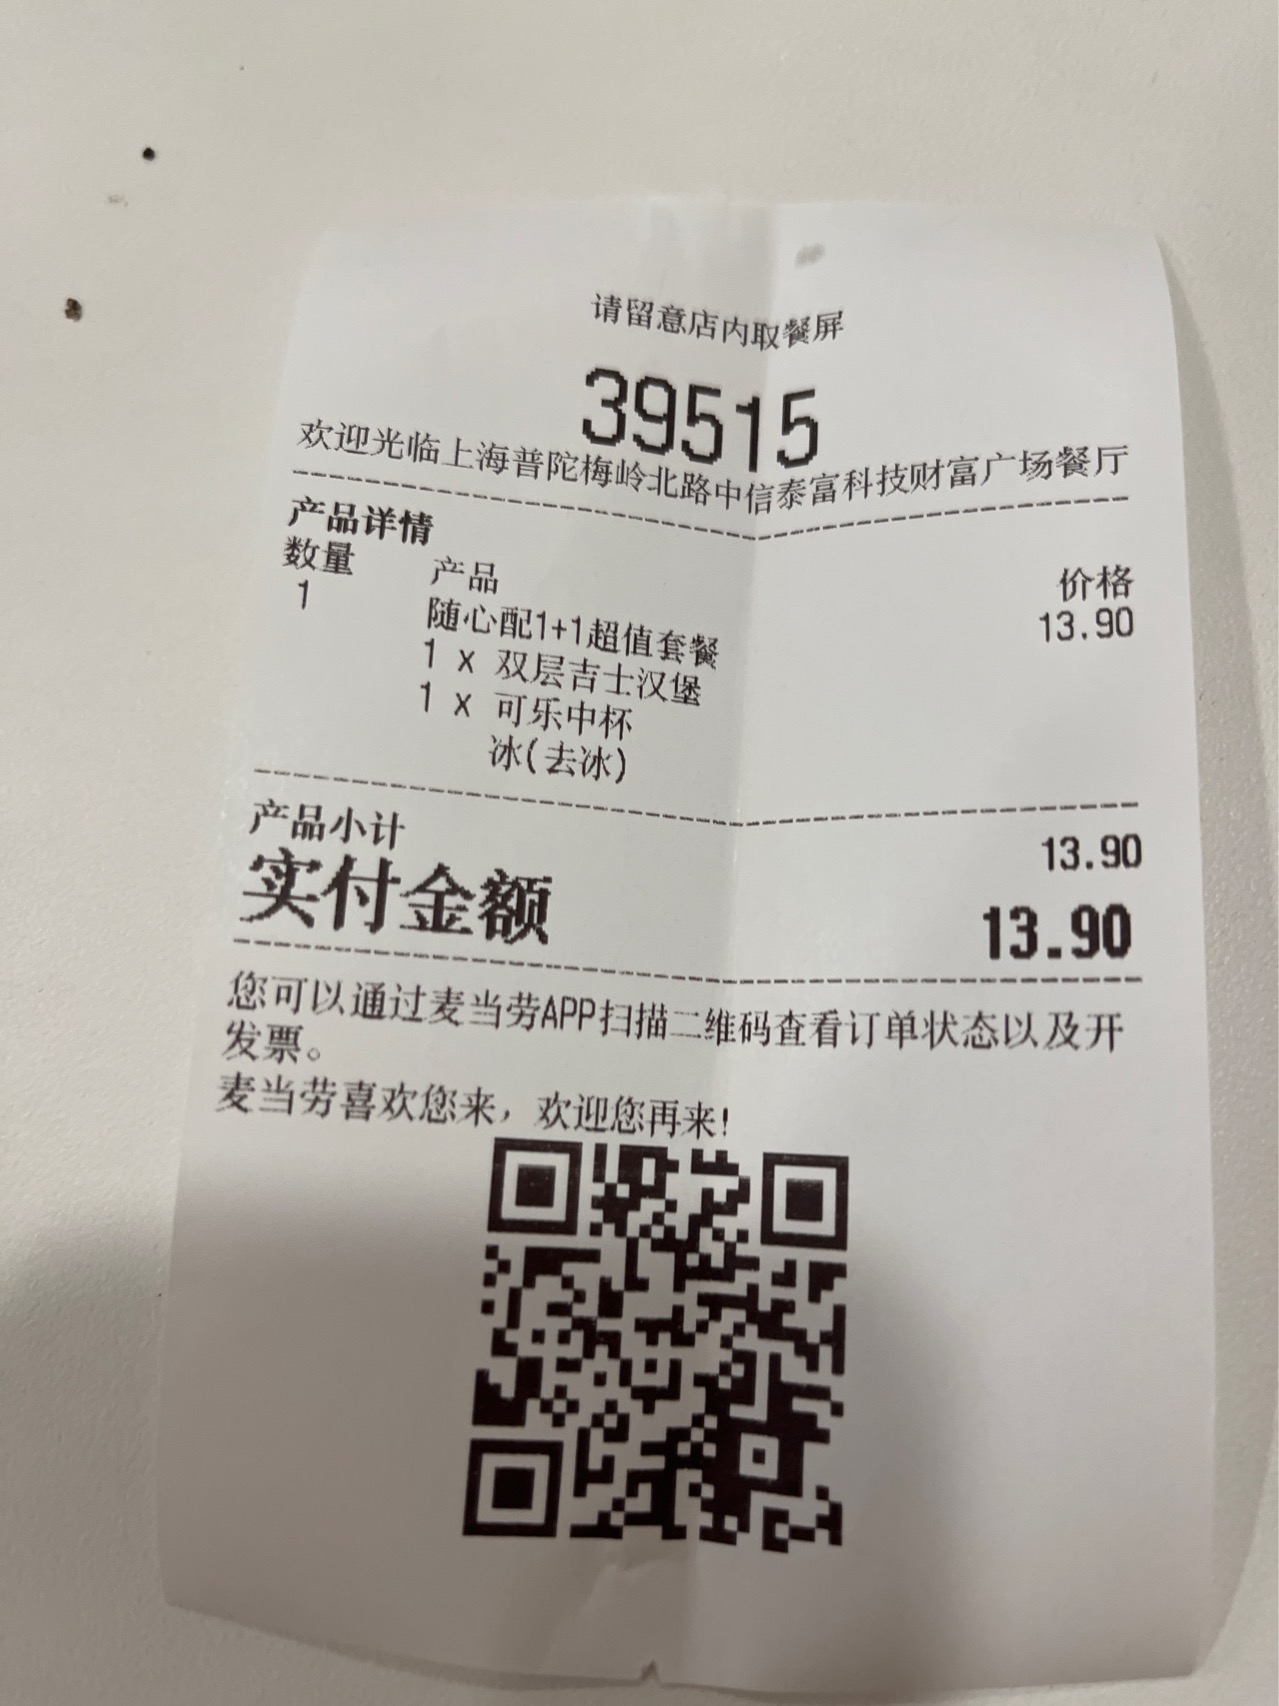 请留意店内取餐屏
39515
欢迎光临上海普陀梅岭北路中信泰富科技财富广场餐厅
产品详情
数量 产品 价格
1 随心配1+1超值套餐 13.90
1 x 双层吉士汉堡
1 x 可乐中杯
冰(去冰)
产品小计 13.90
实付金额 13.90
您可以通过麦当劳APP扫描二维码查看订单状态以及开
发票。
麦当劳喜欢您来，欢迎您再来!